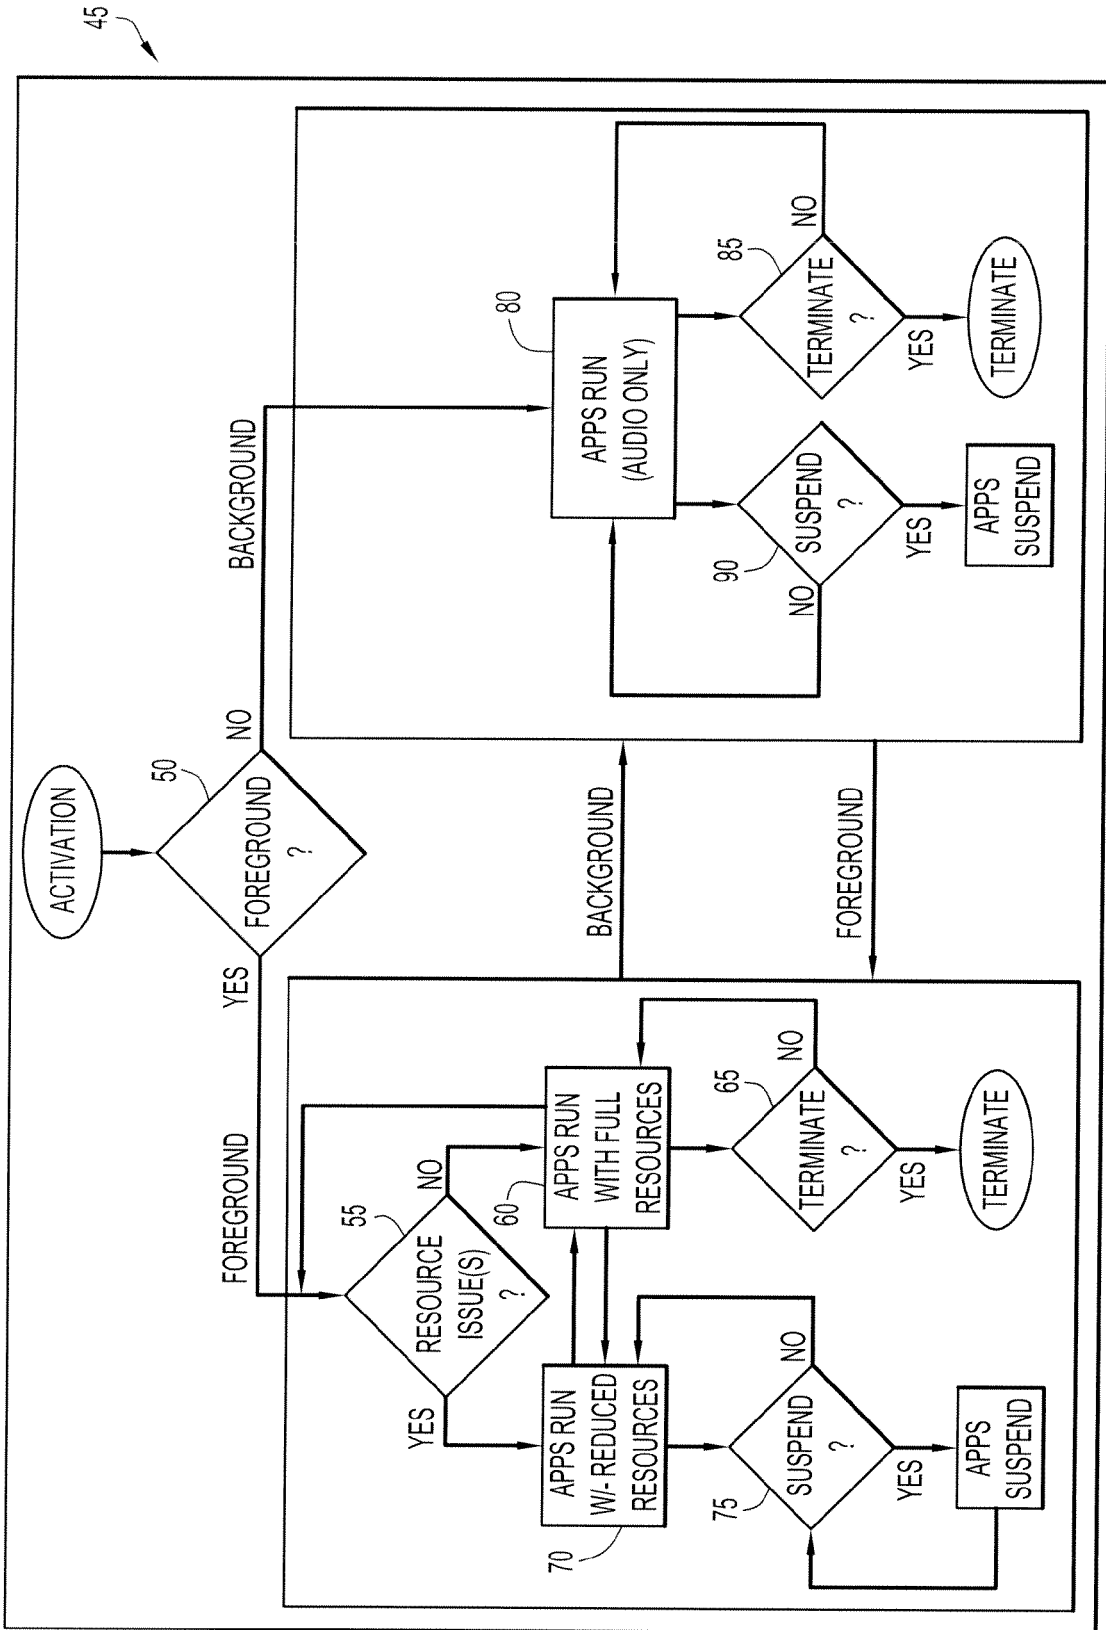 45
ACTIVATION
50
FOREGROUND
?
YES
NO
FOREGROUND
BACKGROUND
55
RESOURCE
ISSUE(S)
?
YES
NO
60
APPS RUN
WITH FULL
RESOURCES
70
APPS RUN
W/- REDUCED
RESOURCES
65
TERMINATE
?
NO
YES
TERMINATE
75
SUSPEND
?
NO
YES
APPS
SUSPEND
BACKGROUND
FOREGROUND
80
APPS RUN
(AUDIO ONLY)
90
SUSPEND
?
NO
YES
APPS
SUSPEND
85
TERMINATE
?
NO
YES
TERMINATE